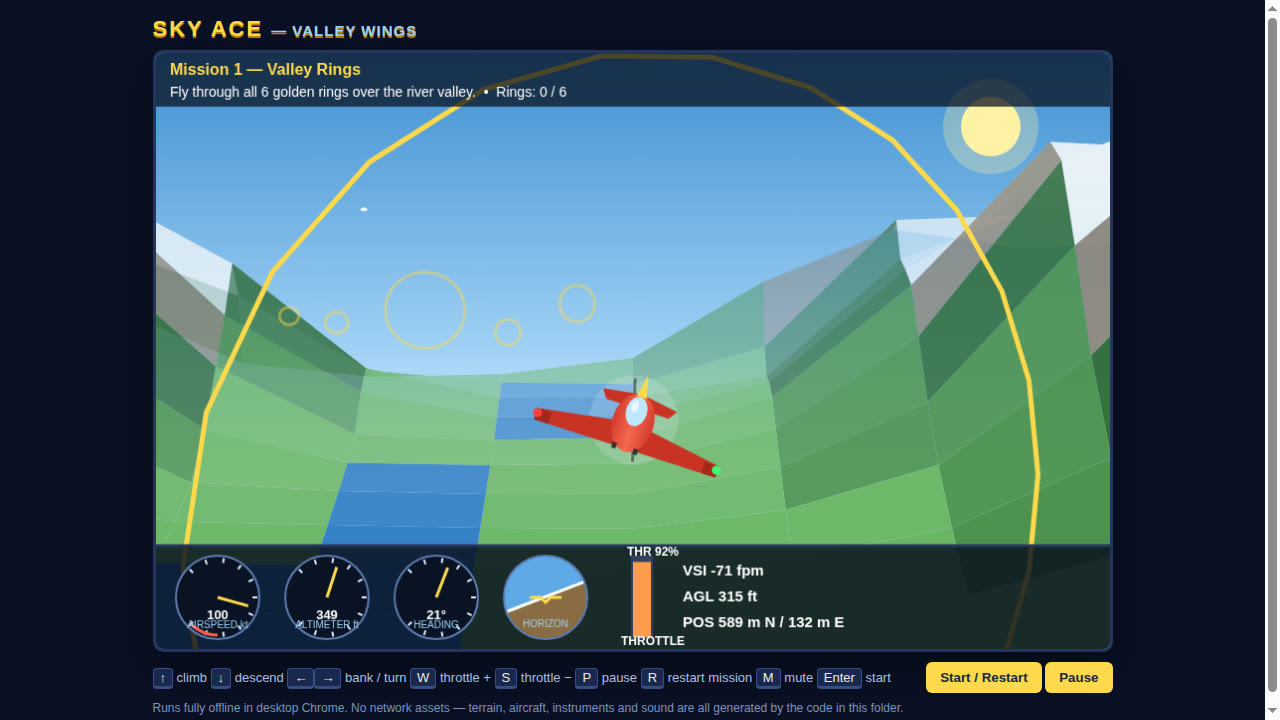 SKY ACE — VALLEY WINGS
Mission 1 — Valley Rings
Fly through all 6 golden rings over the river valley. • Rings: 0 / 6
THR 92%
VSI -71 fpm
AGL 315 ft
POS 589 m N / 132 m E
100
349
21°
AIRSPEED kt
ALTIMETER ft
HEADING
HORIZON
THROTTLE
↑ climb ↓ descend ← → bank / turn W throttle + S throttle − P pause R restart mission M mute Enter start
Start / Restart
Pause
Runs fully offline in desktop Chrome. No network assets — terrain, aircraft, instruments and sound are all generated by the code in this folder.